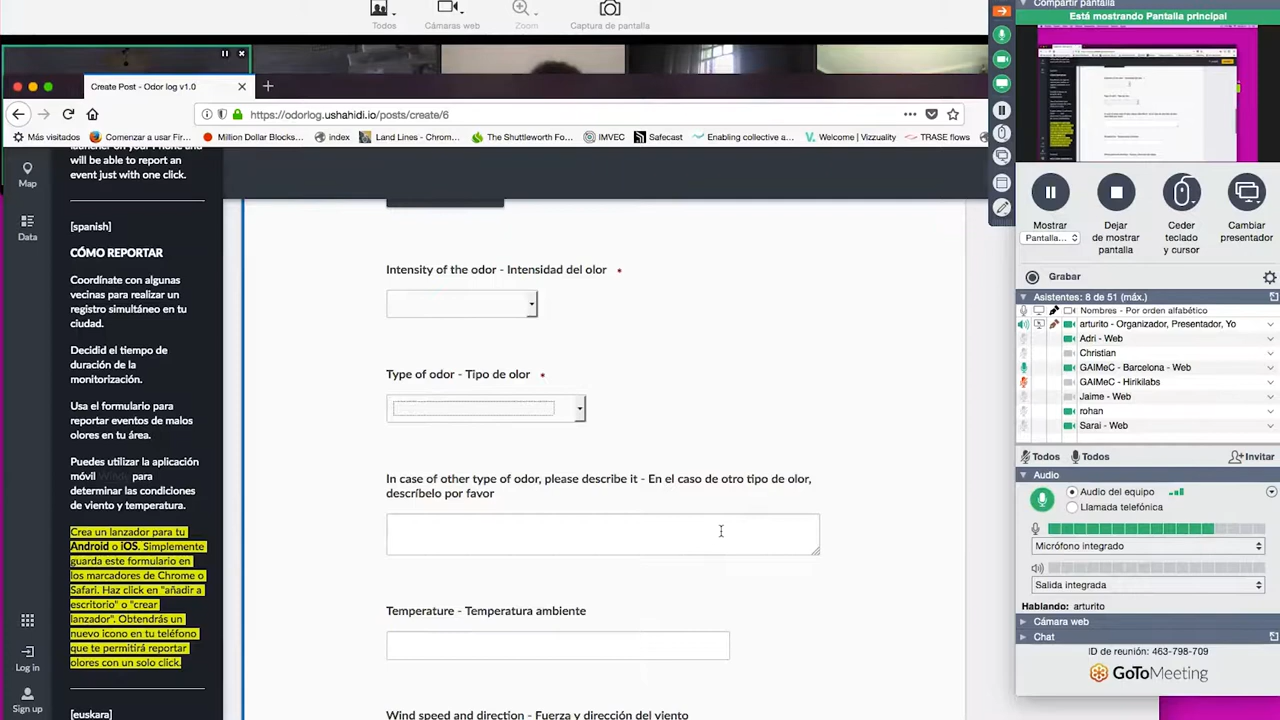 Todos
Cámaras web
Zoom
Captura de pantalla
Create Post - Odor log v1.0
https://odorlog.ushahidi.io/posts/create/6
Más visitados
Comenzar a usar Fir...
Million Dollar Blocks...
index
Land Lines - Chrom...
The Shuttleworth Fo...
IMVEG
Safecast
Enabling collective a...
Welcome | Vizzuality
TRASE flows
Map
Data
Log in
Sign up
launcher on your Phone and
will be able to report an
event just with one click.
[spanish]
CÓMO REPORTAR
Coordínate con algunas
vecinas para realizar un
registro simultáneo en tu
ciudad.
Decidid el tiempo de
duración de la
monitorización.
Usa el formulario para
reportar eventos de malos
olores en tu área.
Puedes utilizar la aplicación
móvil Windy para
determinar las condiciones
de viento y temperatura.
Crea un lanzador para tu
Android o iOS. Simplemente
guarda este formulario en
los marcadores de Chrome o
Safari. Haz click en "añadir a
escritorio" o "crear
lanzador". Obtendrás un
nuevo icono en tu teléfono
que te permitirá reportar
olores con un solo click.
[euskara]
Intensity of the odor - Intensidad del olor
Type of odor - Tipo de olor
In case of other type of odor, please describe it - En el caso de otro tipo de olor,
descríbelo por favor
Temperature - Temperatura ambiente
Wind speed and direction - Fuerza y dirección del viento
Compartir pantalla
Está mostrando Pantalla principal
Mostrar
Pantalla...
Dejar
de mostrar
pantalla
Ceder
teclado
y cursor
Cambiar
presentador
Grabar
Asistentes: 8 de 51 (máx.)
Nombres - Por orden alfabético
arturito - Organizador, Presentador, Yo
Adri - Web
Christian
GAIMeC - Barcelona - Web
GAIMeC - Hirikilabs
Jaime - Web
rohan
Sarai - Web
Todos
Todos
Invitar
Audio
Audio del equipo
Llamada telefónica
Micrófono integrado
Salida integrada
Hablando: arturito
Cámara web
Chat
ID de reunión: 463-798-709
GoToMeeting